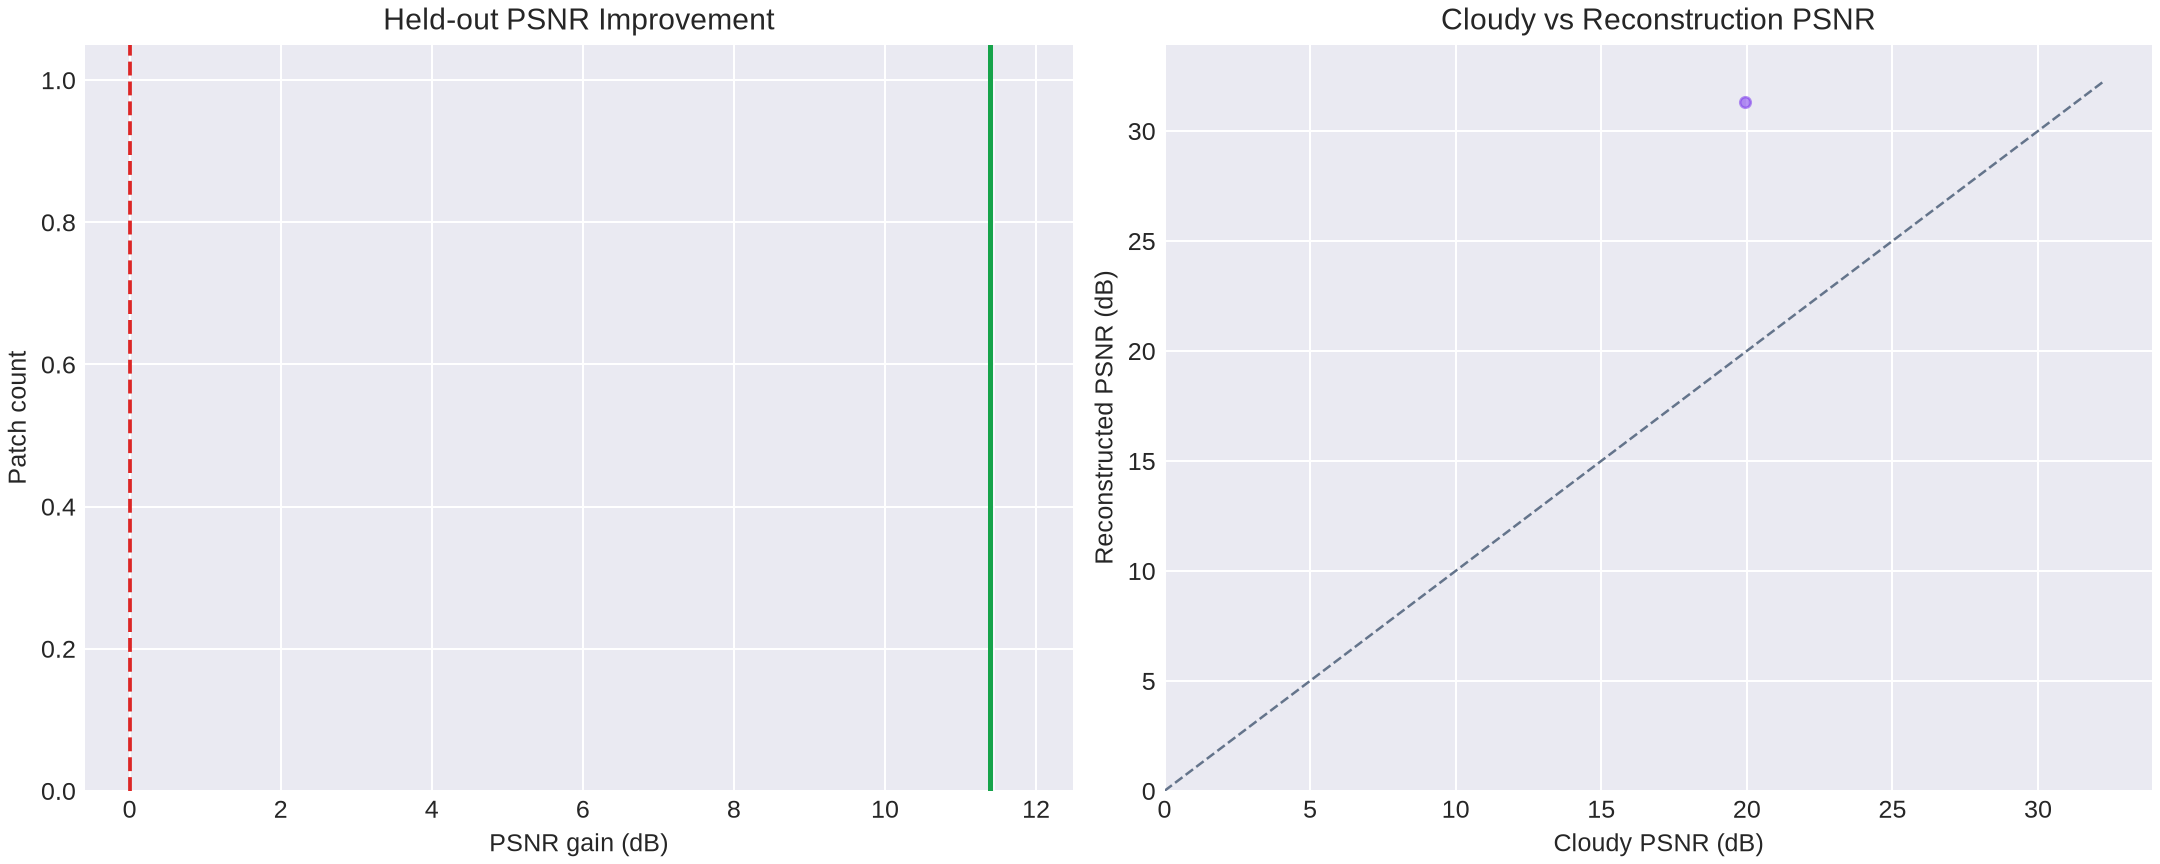 Held-out PSNR Improvement
Patch count
1.0
0.8
0.6
0.4
0.2
0.0
0 2 4 6 8 10 12
PSNR gain (dB)
Cloudy vs Reconstruction PSNR
Reconstructed PSNR (dB)
30
25
20
15
10
5
0
0 5 10 15 20 25 30
Cloudy PSNR (dB)